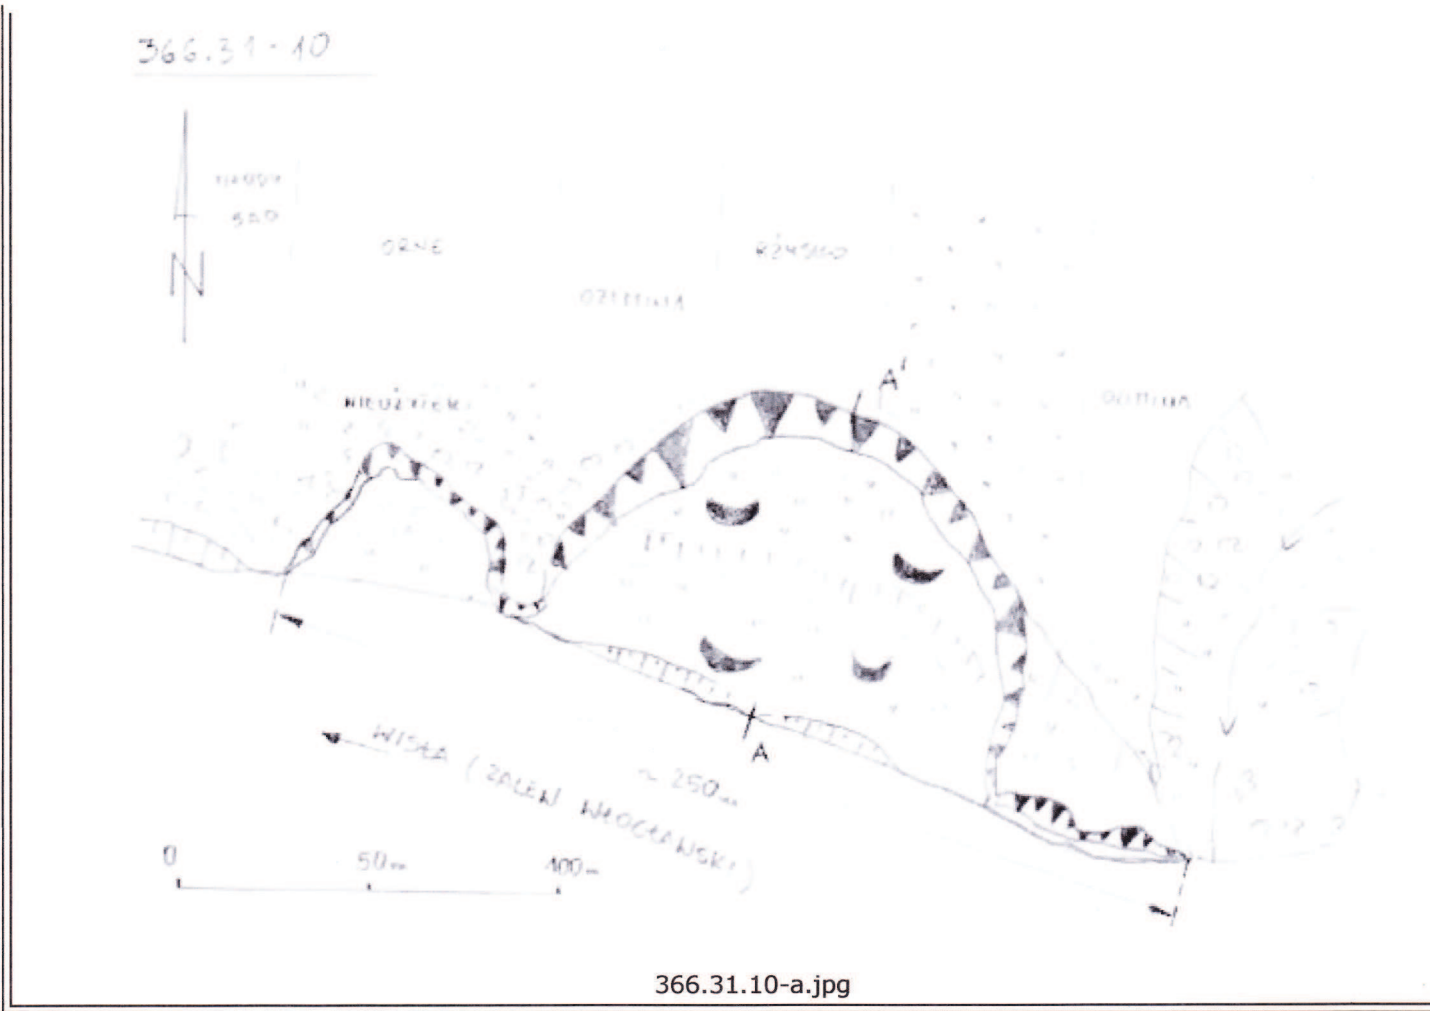 366.31-10
SAD
N
ORNE
RŻYSKO
OZIMINA
A'
NIEUŻYTEK
OZIMINA
A
WISŁA (ZALEW WŁOCŁAWSKI)
~ 250m
0 50m 100m
366.31.10-a.jpg